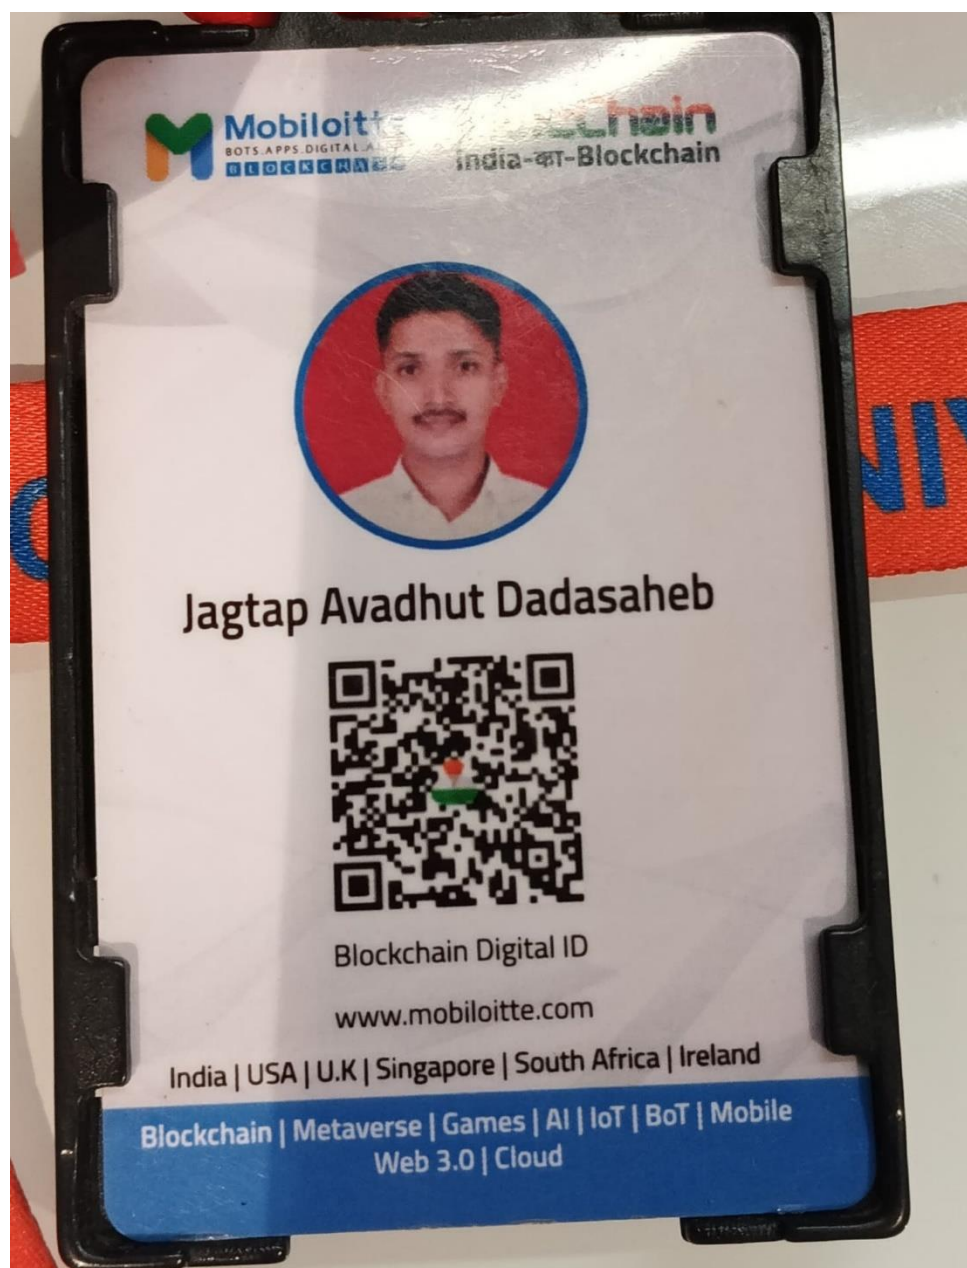 Mobiloitte
BOTS.APPS.DIGITAL.
BLOCKCHAIN
India-का-Blockchain
Jagtap Avadhut Dadasaheb
Blockchain Digital ID
www.mobiloitte.com
India | USA | U.K | Singapore | South Africa | Ireland
Blockchain | Metaverse | Games | AI | IoT | BoT | Mobile
Web 3.0 | Cloud